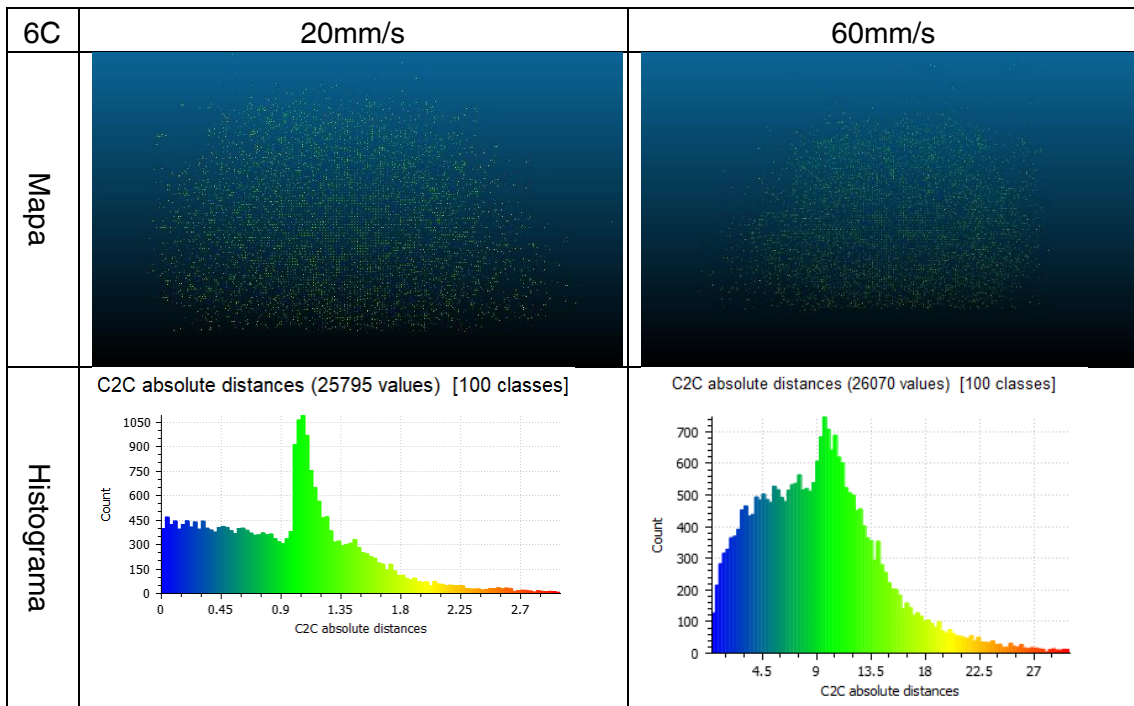 6C 20mm/s 60mm/s
Mapa
Histograma
C2C absolute distances (25795 values) [100 classes]
1050
900
750
600
450
300
150
0
Count
0 0.45 0.9 1.35 1.8 2.25 2.7
C2C absolute distances
C2C absolute distances (26070 values) [100 classes]
700
600
500
400
300
200
100
0
Count
4.5 9 13.5 18 22.5 27
C2C absolute distances